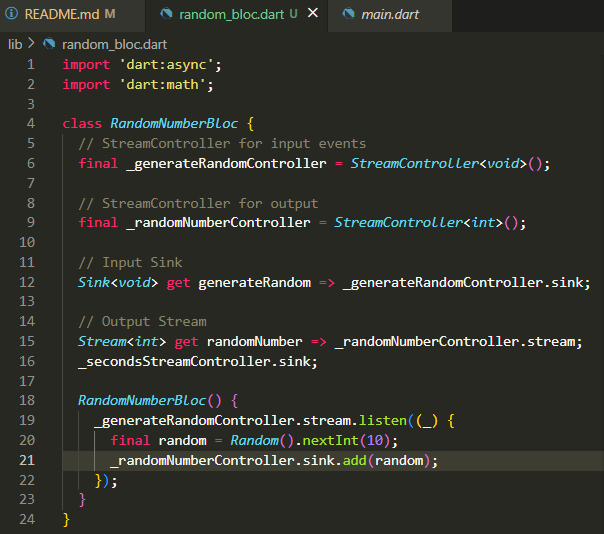 README.md M random_bloc.dart U × main.dart
lib > random_bloc.dart
1 import 'dart:async';
2 import 'dart:math';
3
4 class RandomNumberBloc {
5 // StreamController for input events
6 final _generateRandomController = StreamController<void>();
7
8 // StreamController for output
9 final _randomNumberController = StreamController<int>();
10
11 // Input Sink
12 Sink<void> get generateRandom => _generateRandomController.sink;
13
14 // Output Stream
15 Stream<int> get randomNumber => _randomNumberController.stream;
16 _secondsStreamController.sink;
17
18 RandomNumberBloc() {
19 _generateRandomController.stream.listen((_) {
20 final random = Random().nextInt(10);
21 _randomNumberController.sink.add(random);
22 });
23 }
24 }